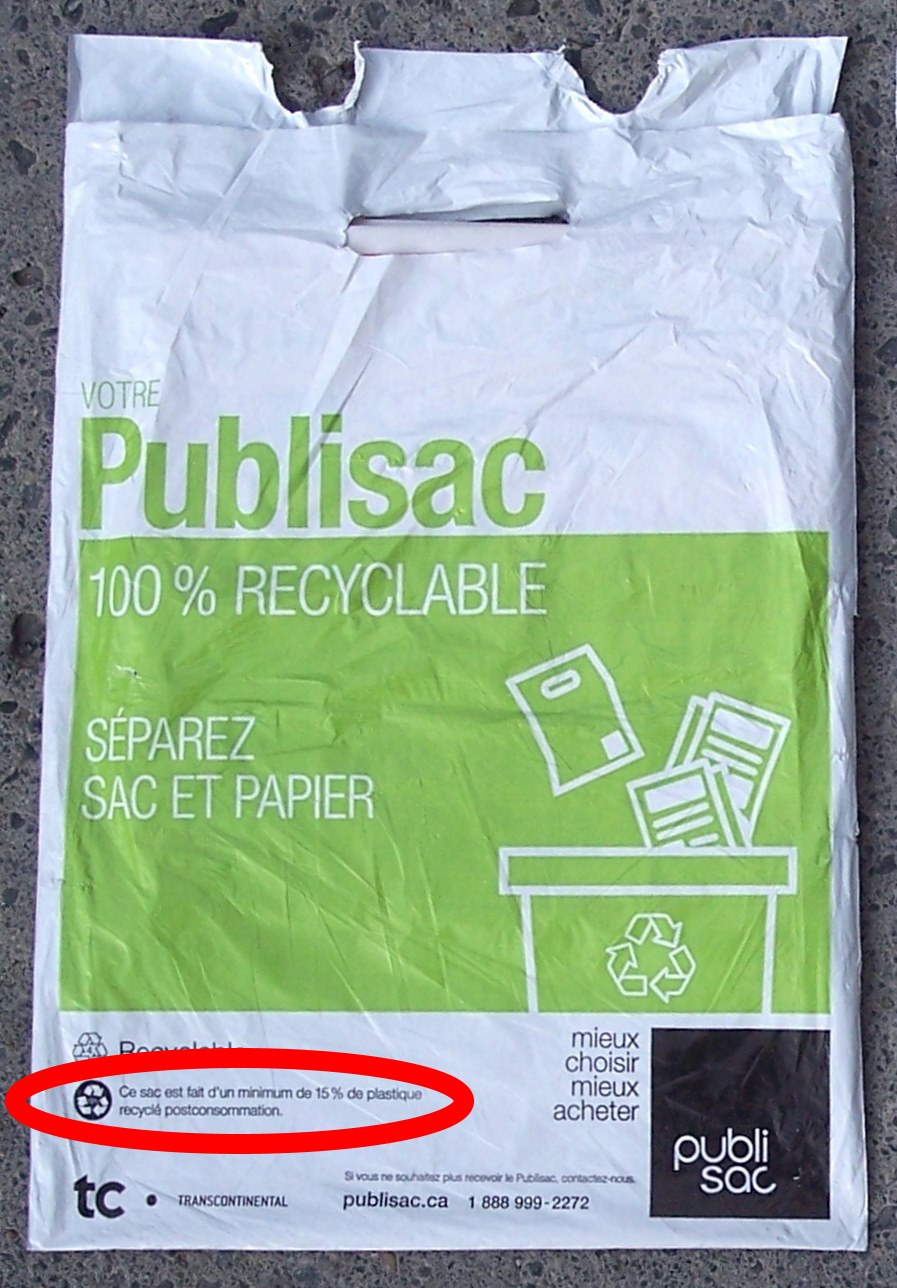 VOTRE
Publisac
100 % RECYCLABLE
SÉPAREZ
SAC ET PAPIER
Recyclable
Ce sac est fait d'un minimum de 15 % de plastique
recyclé postconsommation.
mieux
choisir
mieux
acheter
publi
sac
tc • TRANSCONTINENTAL
Si vous ne souhaitez plus recevoir le Publisac, contactez-nous.
publisac.ca 1 888 999-2272